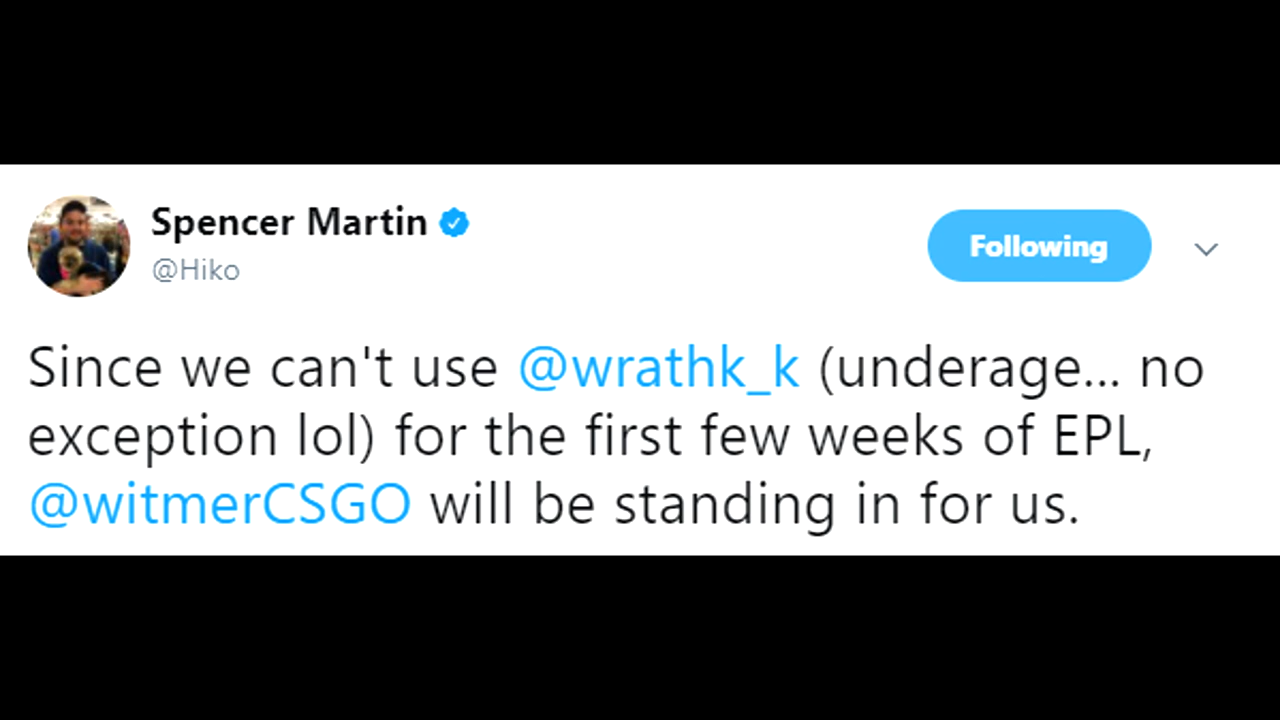 Spencer Martin
@Hiko
Following
Since we can't use @wrathk_k (underage... no
exception lol) for the first few weeks of EPL,
@witmerCSGO will be standing in for us.